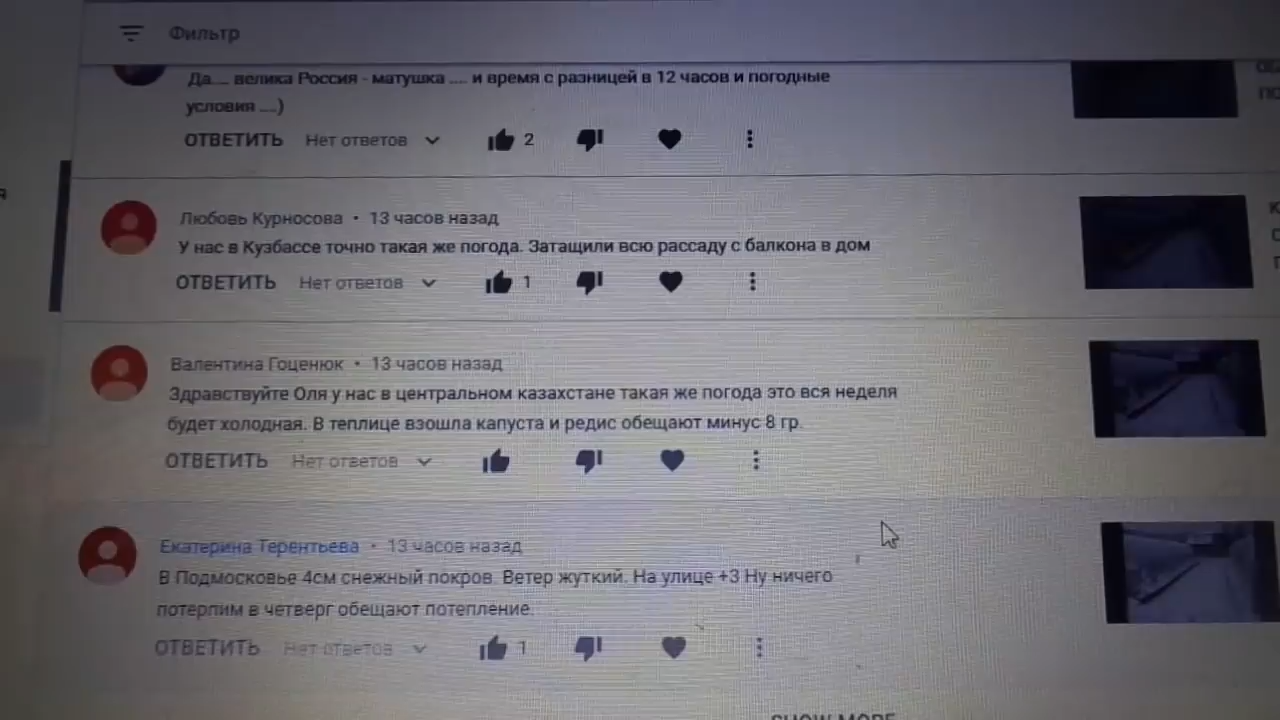 Фильтр
Да.... велика Россия - матушка .... и время с разницей в 12 часов и погодные
условия ....)
ОТВЕТИТЬ Нет ответов 2
Любовь Курносова • 13 часов назад
У нас в Кузбассе точно такая же погода. Затащили всю рассаду с балкона в дом
ОТВЕТИТЬ Нет ответов 1
Валентина Гоценюк • 13 часов назад
Здравствуйте Оля у нас в центральном казахстане такая же погода это вся неделя
будет холодная. В теплице взошла капуста и редис обещают минус 8 гр.
ОТВЕТИТЬ Нет ответов
Екатерина Терентьева • 13 часов назад
В Подмосковье 4см снежный покров. Ветер жуткий. На улице +3 Ну ничего
потерпим в четверг обещают потепление.
ОТВЕТИТЬ Нет ответов 1
SHOW MORE